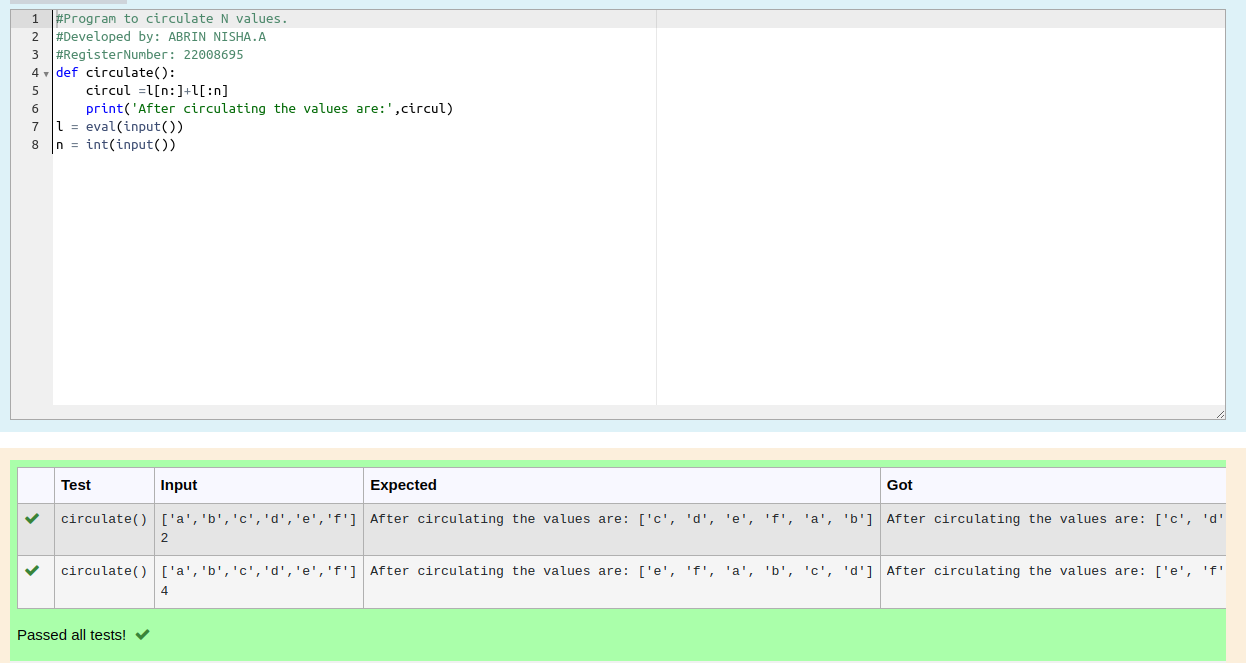 1 #Program to circulate N values.
2 #Developed by: ABRIN NISHA.A
3 #RegisterNumber: 22008695
4 def circulate():
5     circul =l[n:]+l[:n]
6     print('After circulating the values are:',circul)
7 l = eval(input())
8 n = int(input())
Test Input Expected Got
circulate() ['a','b','c','d','e','f'] After circulating the values are: ['c', 'd', 'e', 'f', 'a', 'b'] After circulating the values are: ['c', 'd'
2
circulate() ['a','b','c','d','e','f'] After circulating the values are: ['e', 'f', 'a', 'b', 'c', 'd'] After circulating the values are: ['e', 'f'
4
Passed all tests!